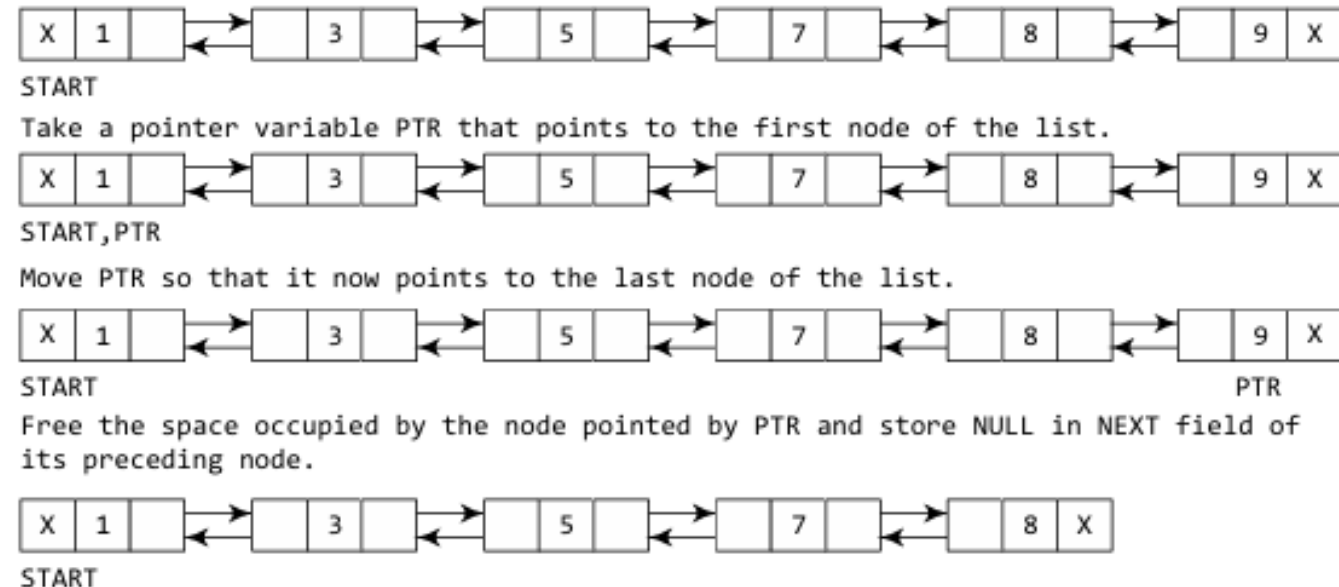 X 1 3 5 7 8 9 X
START
Take a pointer variable PTR that points to the first node of the list.
X 1 3 5 7 8 9 X
START,PTR
Move PTR so that it now points to the last node of the list.
X 1 3 5 7 8 9 X
START PTR
Free the space occupied by the node pointed by PTR and store NULL in NEXT field of
its preceding node.
X 1 3 5 7 8 X
START